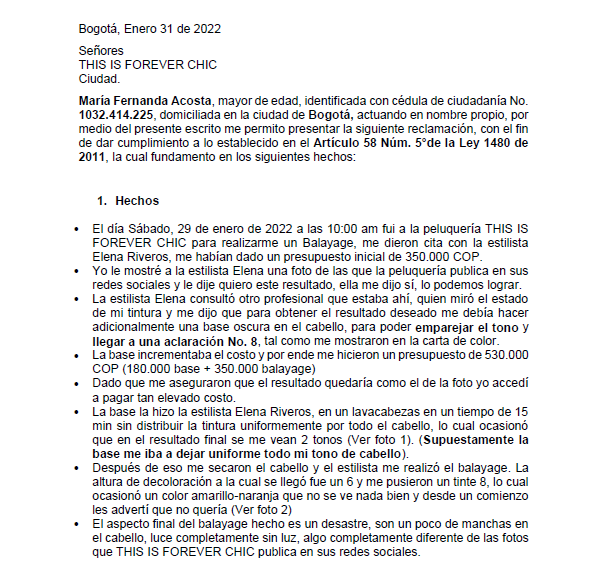 Bogotá, Enero 31 de 2022
Señores
THIS IS FOREVER CHIC
Ciudad.
María Fernanda Acosta, mayor de edad, identificada con cédula de ciudadanía No.
1032.414.225, domiciliada en la ciudad de Bogotá, actuando en nombre propio, por
medio del presente escrito me permito presentar la siguiente reclamación, con el fin
de dar cumplimiento a lo establecido en el Artículo 58 Núm. 5°de la Ley 1480 de
2011, la cual fundamento en los siguientes hechos:
1. Hechos
• El día Sábado, 29 de enero de 2022 a las 10:00 am fui a la peluquería THIS IS
FOREVER CHIC para realizarme un Balayage, me dieron cita con la estilista
Elena Riveros, me habían dado un presupuesto inicial de 350.000 COP.
• Yo le mostré a la estilista Elena una foto de las que la peluquería publica en sus
redes sociales y le dije quiero este resultado, ella me dijo sí, lo podemos lograr.
• La estilista Elena consultó otro profesional que estaba ahí, quien miró el estado
de mi tintura y me dijo que para obtener el resultado deseado me debía hacer
adicionalmente una base oscura en el cabello, para poder emparejar el tono y
llegar a una aclaración No. 8, tal como me mostraron en la carta de color.
• La base incrementaba el costo y por ende me hicieron un presupuesto de 530.000
COP (180.000 base + 350.000 balayage)
• Dado que me aseguraron que el resultado quedaría como el de la foto yo accedí
a pagar tan elevado costo.
• La base la hizo la estilista Elena Riveros, en un lavacabezas en un tiempo de 15
min sin distribuir la tintura uniformemente por todo el cabello, lo cual ocasionó
que en el resultado final se me vean 2 tonos (Ver foto 1). (Supuestamente la
base me iba a dejar uniforme todo mi tono de cabello).
• Después de eso me secaron el cabello y el estilista me realizó el balayage. La
altura de decoloración a la cual se llegó fue un 6 y me pusieron un tinte 8, lo cual
ocasionó un color amarillo-naranja que no se ve nada bien y desde un comienzo
les advertí que no quería (Ver foto 2)
• El aspecto final del balayage hecho es un desastre, son un poco de manchas en
el cabello, luce completamente sin luz, algo completamente diferente de las fotos
que THIS IS FOREVER CHIC publica en sus redes sociales.